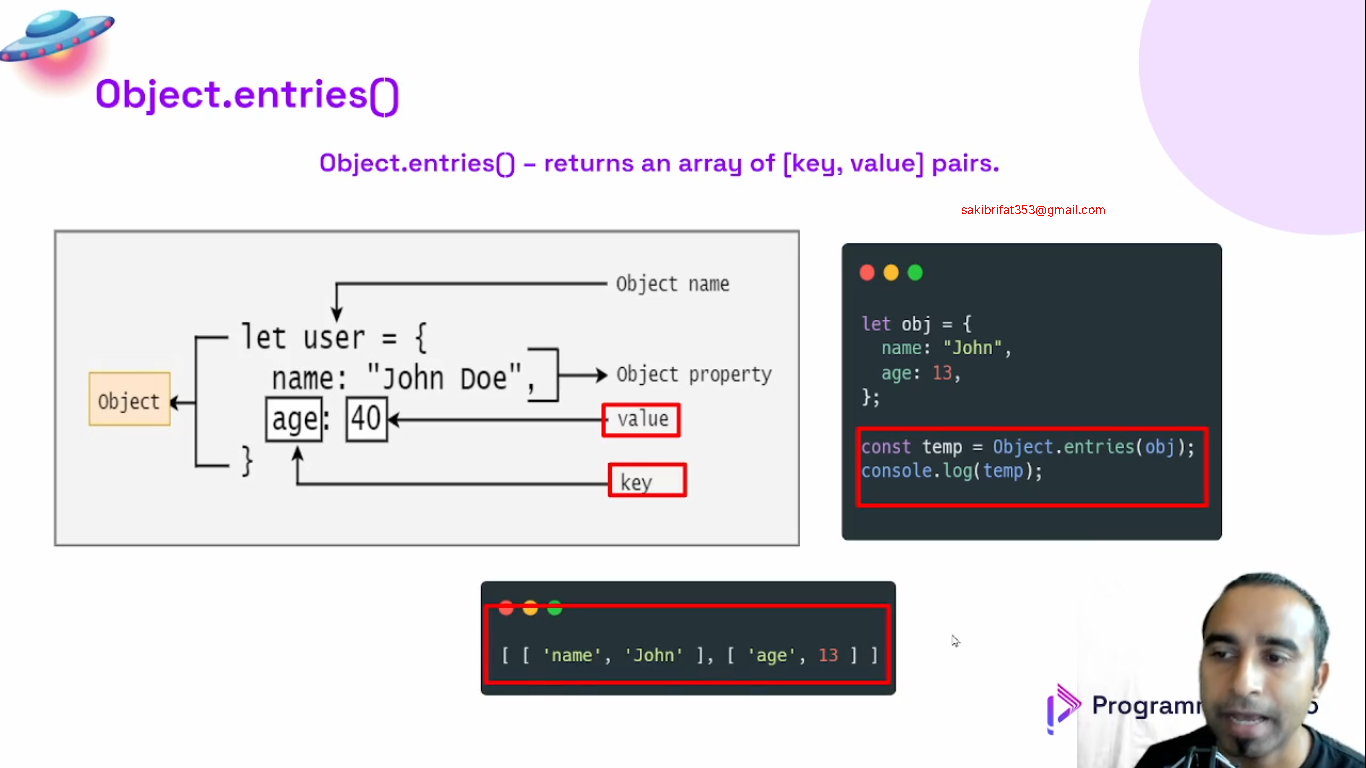 Object.entries()
Object.entries() – returns an array of [key, value] pairs.
sakibrifat353@gmail.com
Object name
let user = {
name: "John Doe",
Object property
Object
age: 40
value
}
key
let obj = {
name: "John",
age: 13,
};
const temp = Object.entries(obj);
console.log(temp);
[ [ 'name', 'John' ], [ 'age', 13 ] ]